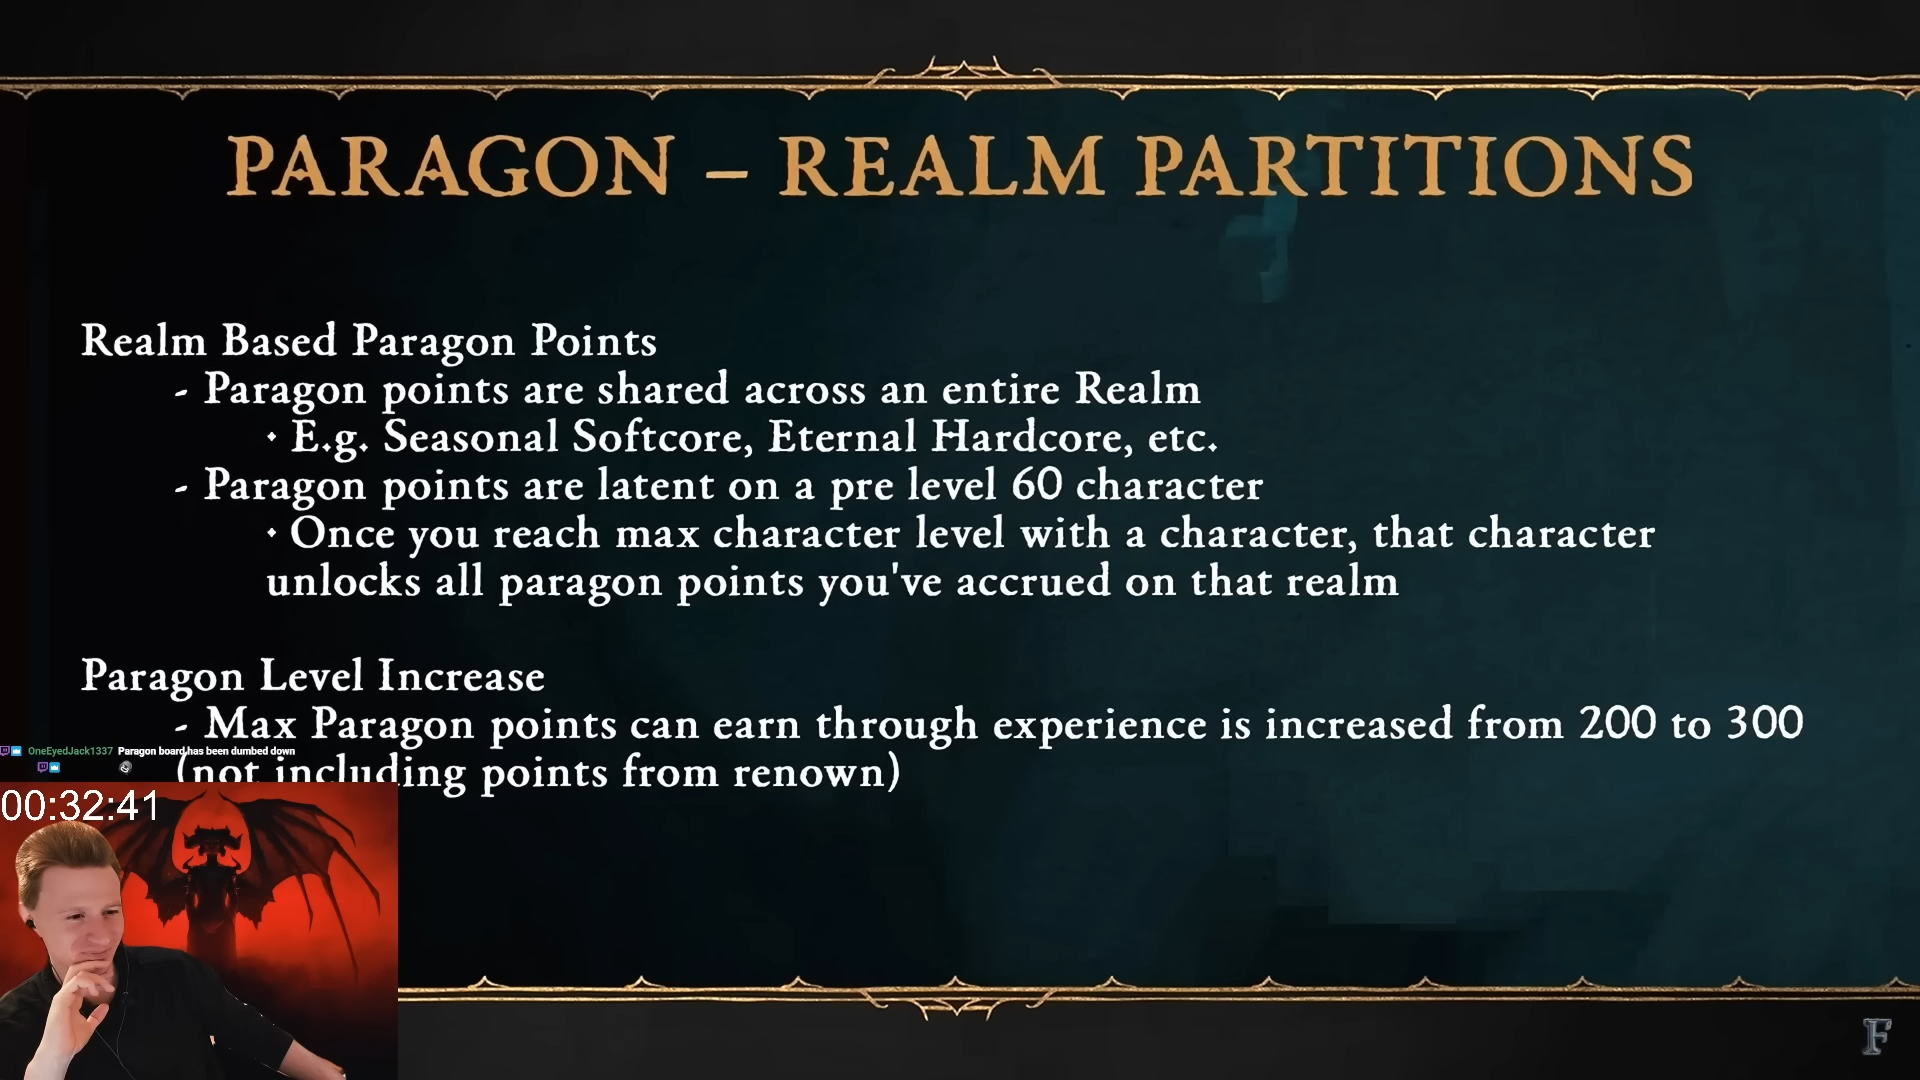 PARAGON – REALM PARTITIONS
Realm Based Paragon Points
- Paragon points are shared across an entire Realm
• E.g. Seasonal Softcore, Eternal Hardcore, etc.
- Paragon points are latent on a pre level 60 character
• Once you reach max character level with a character, that character
unlocks all paragon points you've accrued on that realm
Paragon Level Increase
- Max Paragon points can earn through experience is increased from 200 to 300
(not including points from renown)
OneEyedJack1337 Paragon board has been dumbed down
00:32:41
F